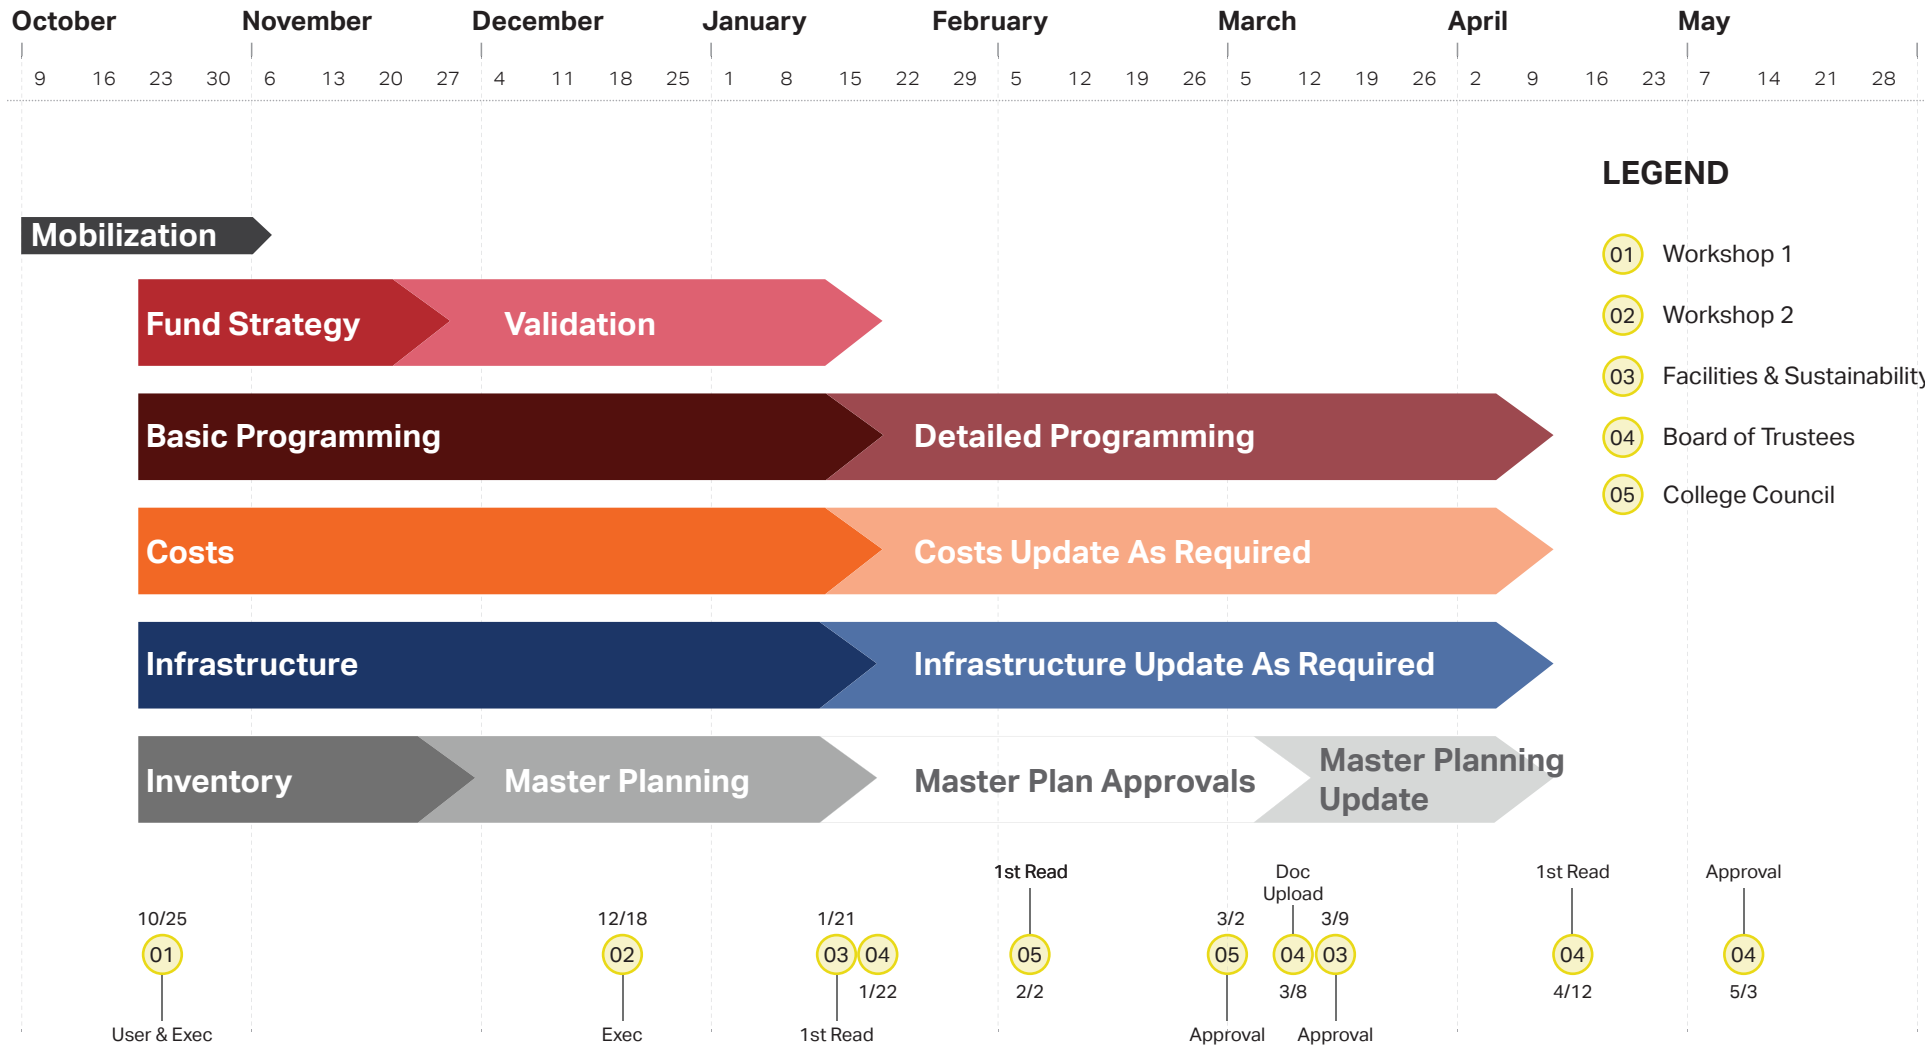 October November December January February March April May
9 16 23 30 6 13 20 27 4 11 18 25 1 8 15 22 29 5 12 19 26 5 12 19 26 2 9 16 23 7 14 21 28
LEGEND
01 Workshop 1
02 Workshop 2
03 Facilities & Sustainability
04 Board of Trustees
05 College Council
Mobilization
Fund Strategy Validation
Basic Programming Detailed Programming
Costs Costs Update As Required
Infrastructure Infrastructure Update As Required
Inventory Master Planning Master Plan Approvals Master Planning
Update
1st Read Doc 1st Read Approval
Upload
10/25 12/18 1/21 3/2 3/9
01 02 03 04 05 05 04 03 04 04
1/22 2/2 3/8 4/12 5/3
User & Exec Exec 1st Read Approval Approval